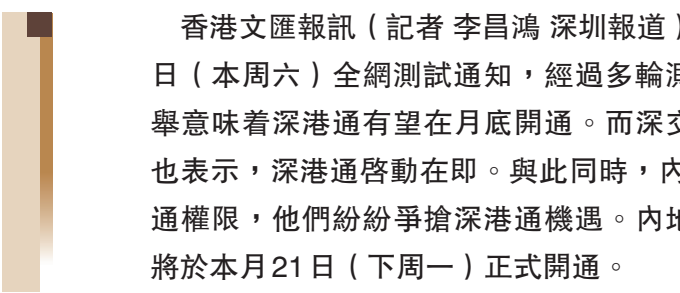 香港文匯報訊（記者 李昌鴻 深圳報道）
日（本周六）全網測試通知，經過多輪測
舉意味着深港通有望在月底開通。而深交
也表示，深港通啓動在即。與此同時，內
通權限，他們紛紛爭搶深港通機遇。內地
將於本月21日（下周一）正式開通。